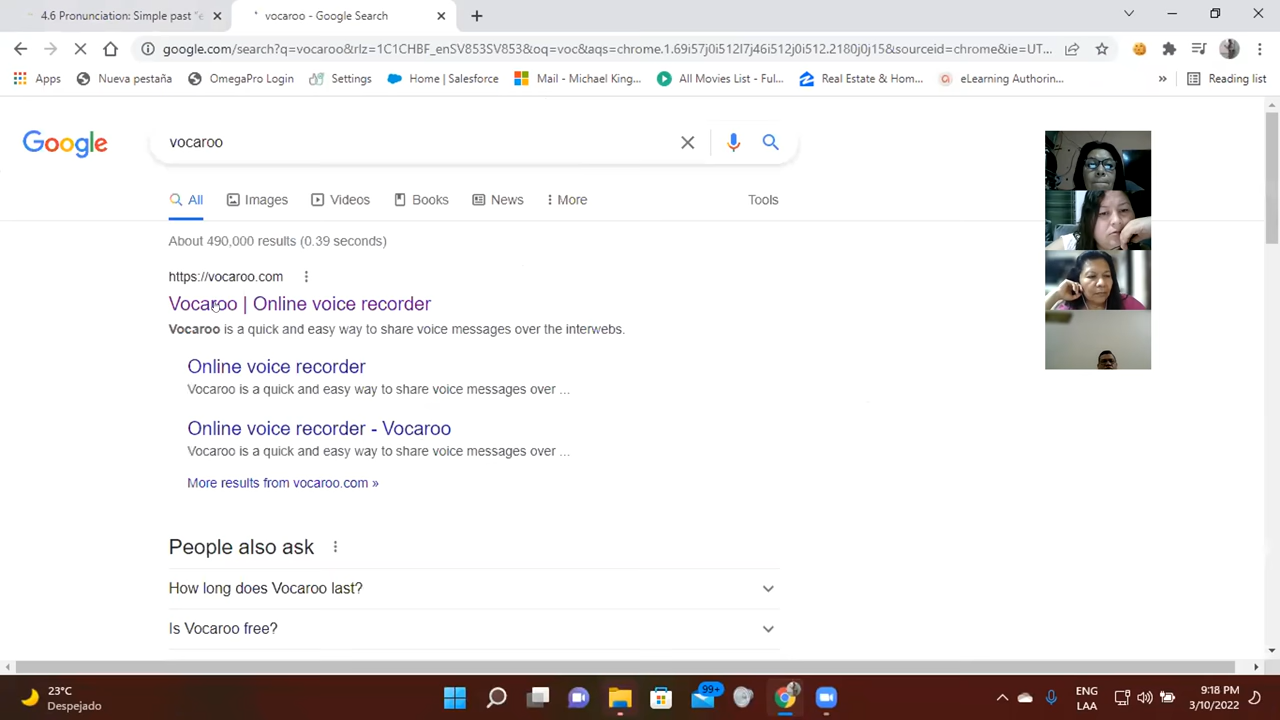 4.6 Pronunciation: Simple past "e
vocaroo - Google Search
google.com/search?q=vocaroo&rlz=1C1CHBF_enSV853SV853&oq=voc&aqs=chrome.1.69i57j0i512l7j46i512j0i512.2180j0j15&sourceid=chrome&ie=UT...
Apps Nueva pestaña OmegaPro Login Settings Home | Salesforce Mail - Michael King... All Movies List - Ful... Real Estate & Hom... eLearning Authorin... » Reading list
Google
vocaroo
All Images Videos Books News More Tools
About 490,000 results (0.39 seconds)
https://vocaroo.com
Vocaroo | Online voice recorder
Vocaroo is a quick and easy way to share voice messages over the interwebs.
Online voice recorder
Vocaroo is a quick and easy way to share voice messages over ...
Online voice recorder - Vocaroo
Vocaroo is a quick and easy way to share voice messages over ...
More results from vocaroo.com »
People also ask
How long does Vocaroo last?
Is Vocaroo free?
23°C
Despejado
99+
ENG
LAA
9:18 PM
3/10/2022